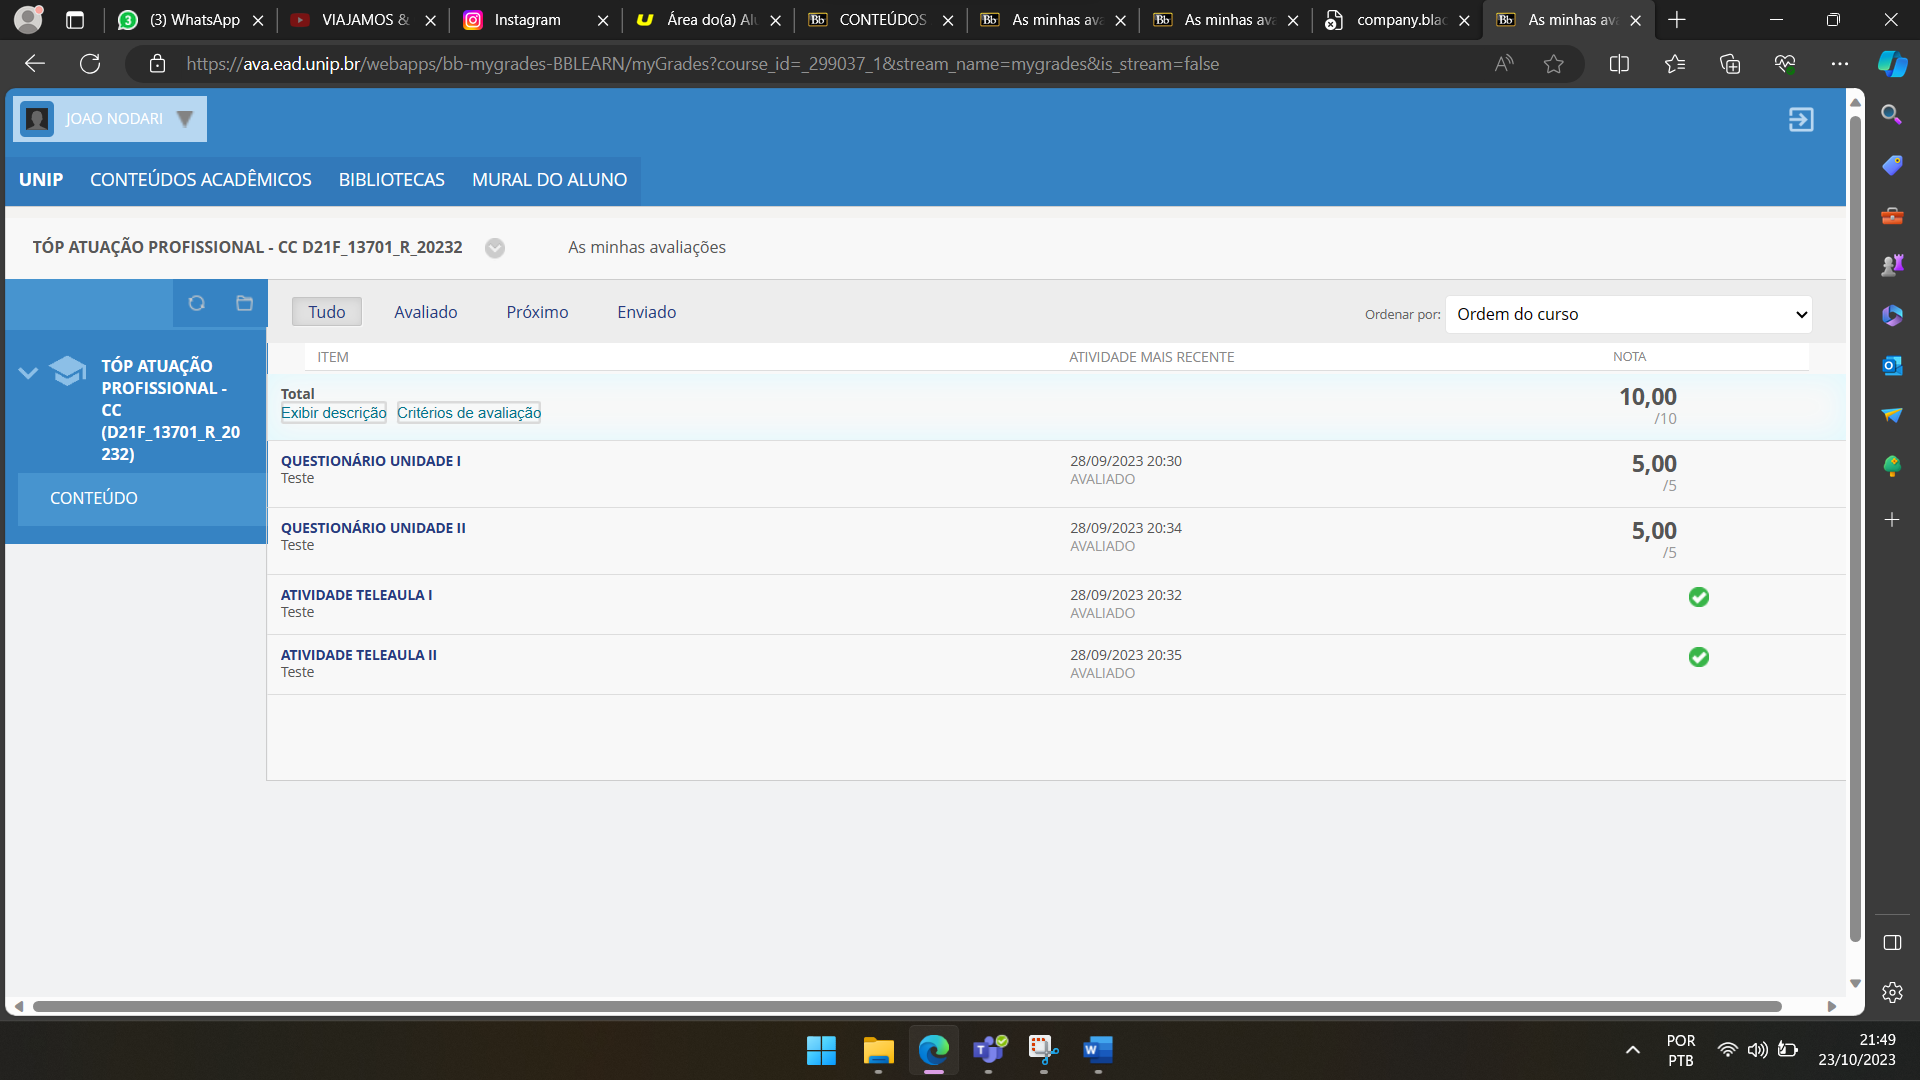 (3) WhatsApp
VIAJAMOS &
Instagram
Área do(a) Al
CONTEÚDOS
As minhas ava
As minhas ava
company.blac
As minhas ava
https://ava.ead.unip.br/webapps/bb-mygrades-BBLEARN/myGrades?course_id=_299037_1&stream_name=mygrades&is_stream=false
JOAO NODARI
UNIP CONTEÚDOS ACADÊMICOS BIBLIOTECAS MURAL DO ALUNO
TÓP ATUAÇÃO PROFISSIONAL - CC D21F_13701_R_20232 As minhas avaliações
TÓP ATUAÇÃO
PROFISSIONAL -
CC
(D21F_13701_R_20
232)
CONTEÚDO
Tudo Avaliado Próximo Enviado
Ordenar por: Ordem do curso
ITEM ATIVIDADE MAIS RECENTE NOTA
Total 10,00
Exibir descrição Critérios de avaliação /10
QUESTIONÁRIO UNIDADE I 28/09/2023 20:30 5,00
Teste AVALIADO /5
QUESTIONÁRIO UNIDADE II 28/09/2023 20:34 5,00
Teste AVALIADO /5
ATIVIDADE TELEAULA I 28/09/2023 20:32
Teste AVALIADO
ATIVIDADE TELEAULA II 28/09/2023 20:35
Teste AVALIADO
POR
PTB
21:49
23/10/2023